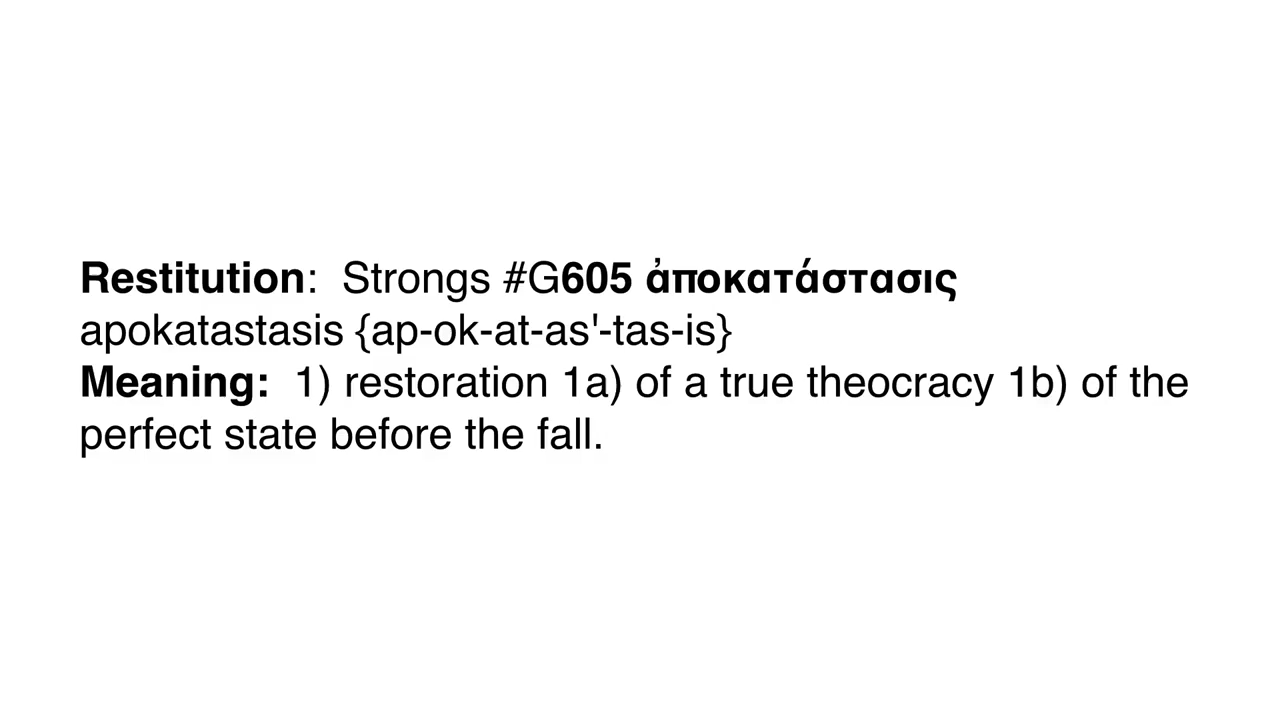 Restitution:  Strongs #G605 ἀποκατάστασις
apokatastasis {ap-ok-at-as'-tas-is}
Meaning:  1) restoration 1a) of a true theocracy 1b) of the
perfect state before the fall.